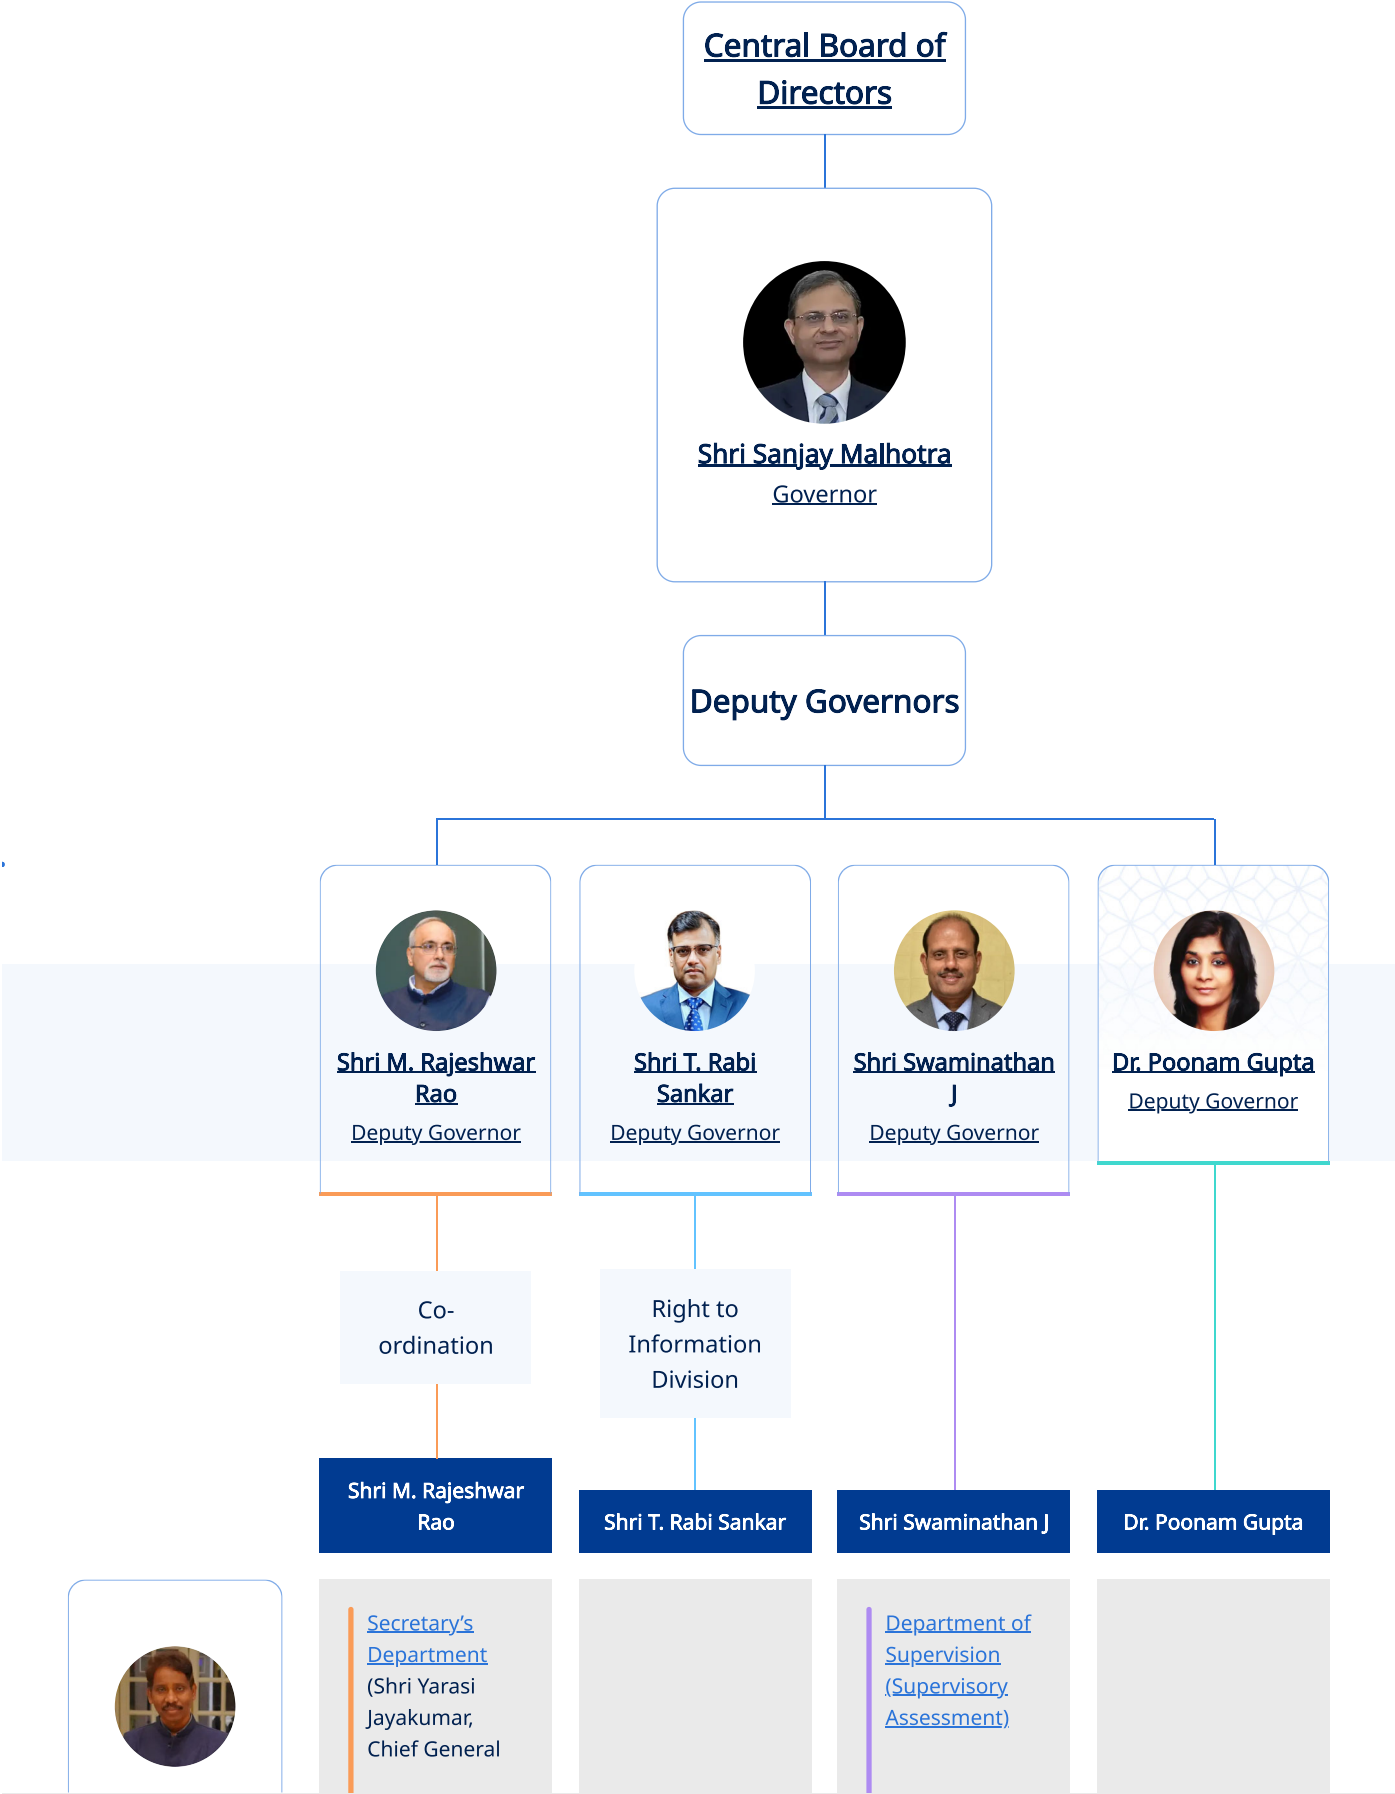 Central Board of
Directors
Shri Sanjay Malhotra
Governor
Deputy Governors
Shri M. Rajeshwar
Rao
Deputy Governor
Shri T. Rabi
Sankar
Deputy Governor
Shri Swaminathan
J
Deputy Governor
Dr. Poonam Gupta
Deputy Governor
Co-
ordination
Right to
Information
Division
Shri M. Rajeshwar
Rao
Shri T. Rabi Sankar
Shri Swaminathan J
Dr. Poonam Gupta
Secretary’s
Department
(Shri Yarasi
Jayakumar,
Chief General
Department of
Supervision
(Supervisory
Assessment)